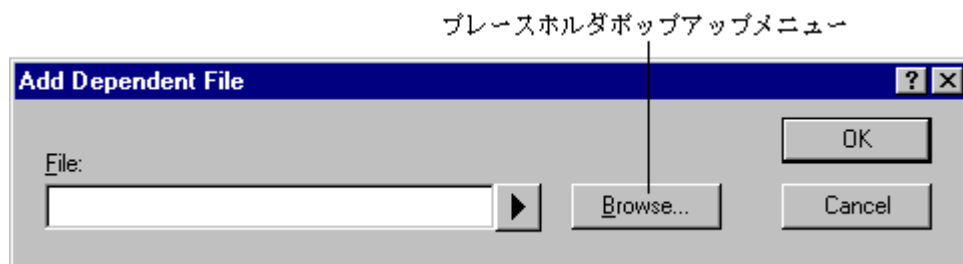 プレースホルダポップアップメニュー
Add Dependent File
OK
File:
Browse...
Cancel